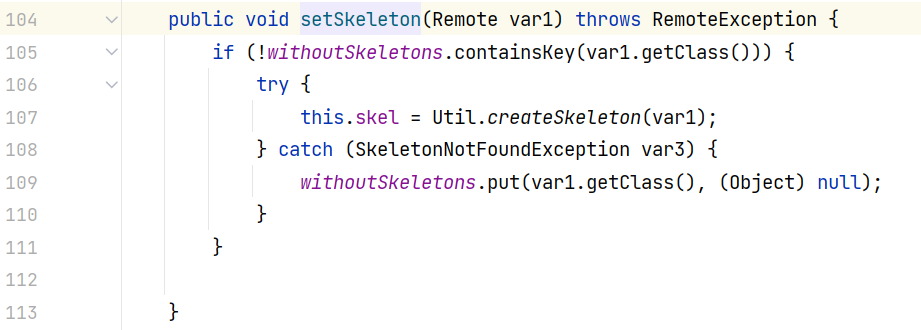 104 public void setSkeleton(Remote var1) throws RemoteException {
105 if (!withoutSkeletons.containsKey(var1.getClass())) {
106 try {
107 this.skel = Util.createSkeleton(var1);
108 } catch (SkeletonNotFoundException var3) {
109 withoutSkeletons.put(var1.getClass(), (Object) null);
110 }
111 }
112
113 }